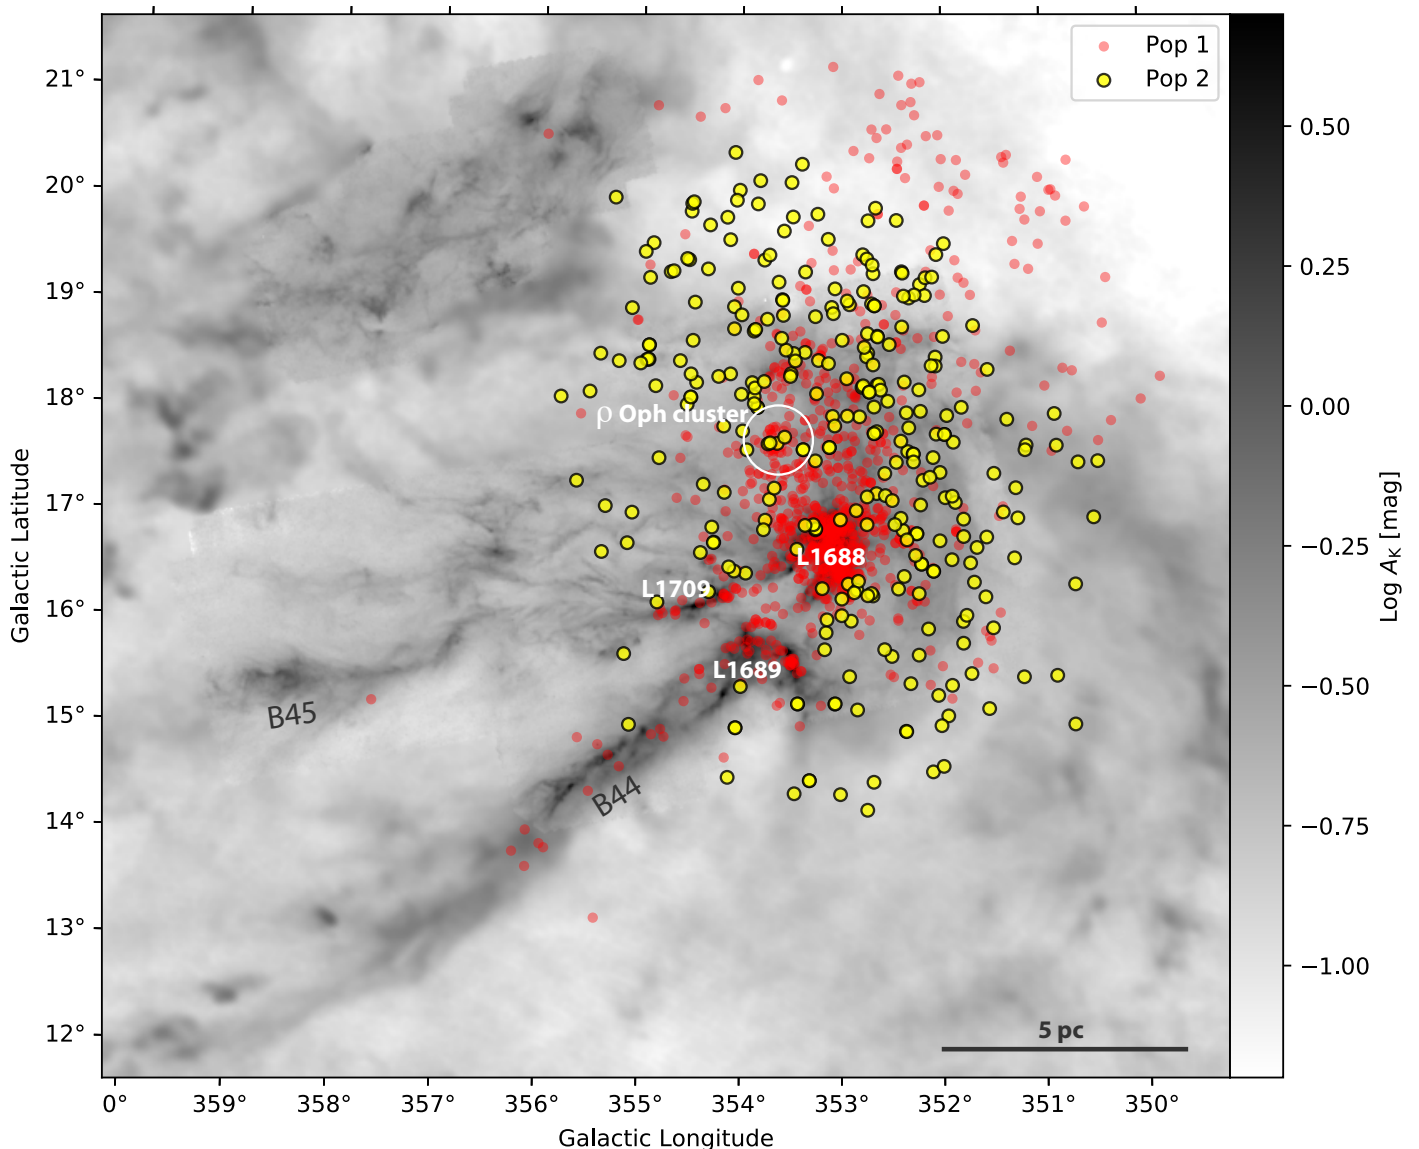 Pop 1
Pop 2
21°
20°
19°
18°
17°
16°
15°
14°
13°
12°
Galactic Latitude
ρ Oph cluster
L1688
L1709
L1689
B45
B44
5 pc
0°
359°
358°
357°
356°
355°
354°
353°
352°
351°
350°
Galactic Longitude
0.50
0.25
0.00
−0.25
−0.50
−0.75
−1.00
Log A_K [mag]